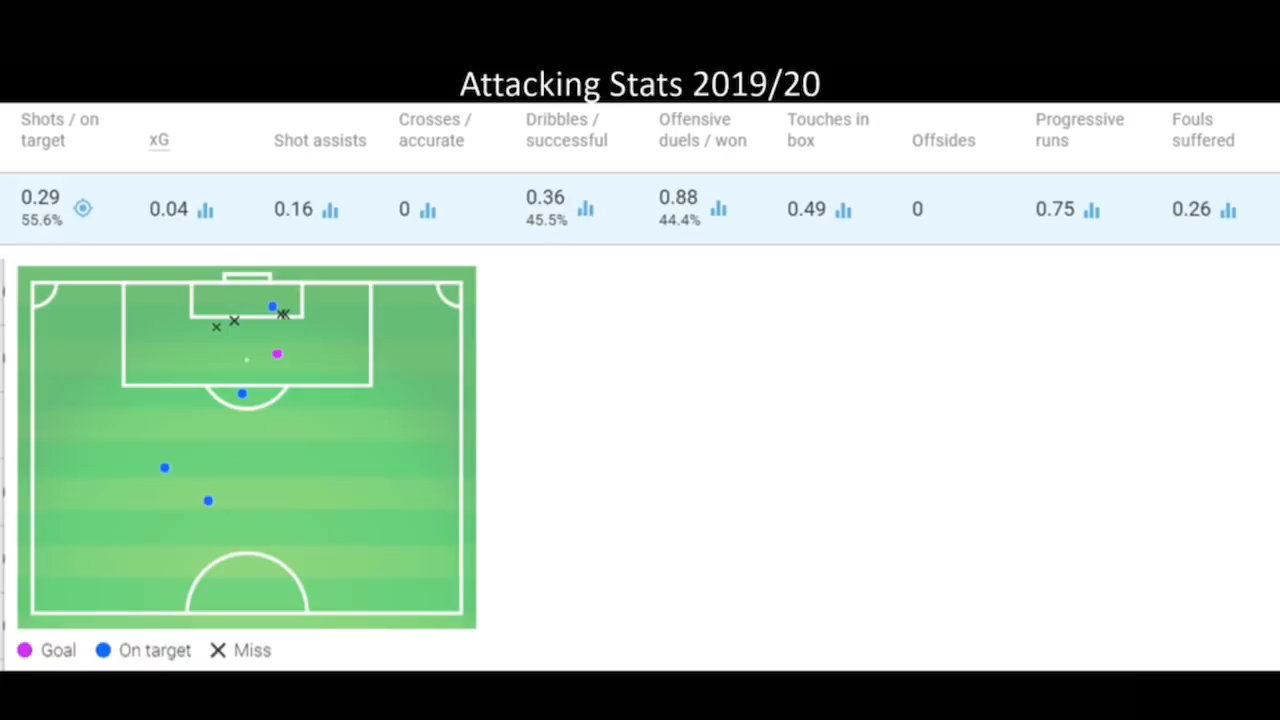 Attacking Stats 2019/20
Shots / on target
xG
Shot assists
Crosses / accurate
Dribbles / successful
Offensive duels / won
Touches in box
Offsides
Progressive runs
Fouls suffered
0.29
55.6%
0.04
0.16
0
0.36
45.5%
0.88
44.4%
0.49
0
0.75
0.26
Goal
On target
Miss